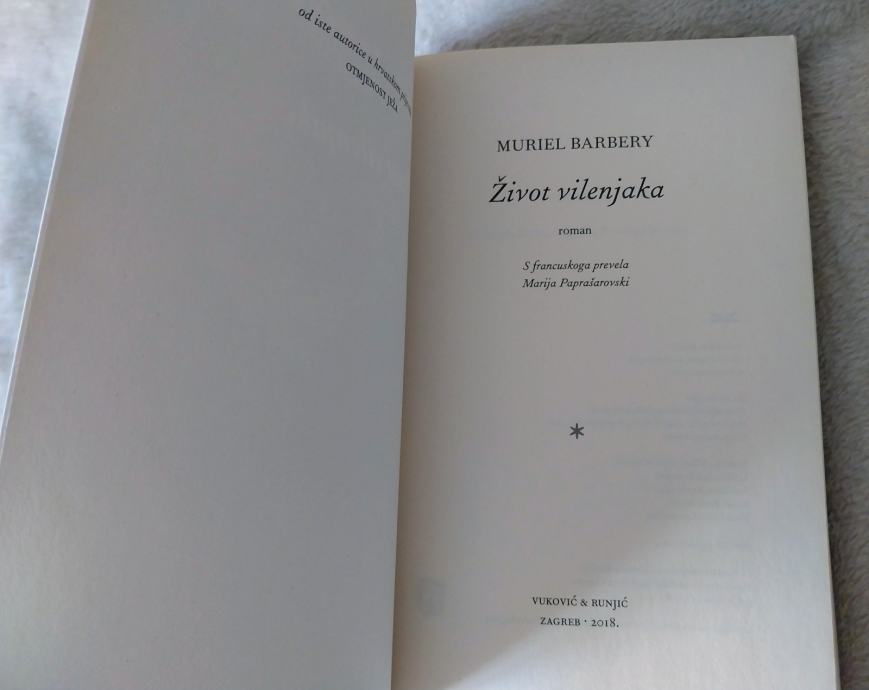 od iste autorice u hrvatskom
OTMJENOST JEŽA
MURIEL BARBERY
Život vilenjaka
roman
S francuskoga prevela
Marija Paprašarovski
VUKOVIĆ & RUNJIĆ
ZAGREB · 2018.